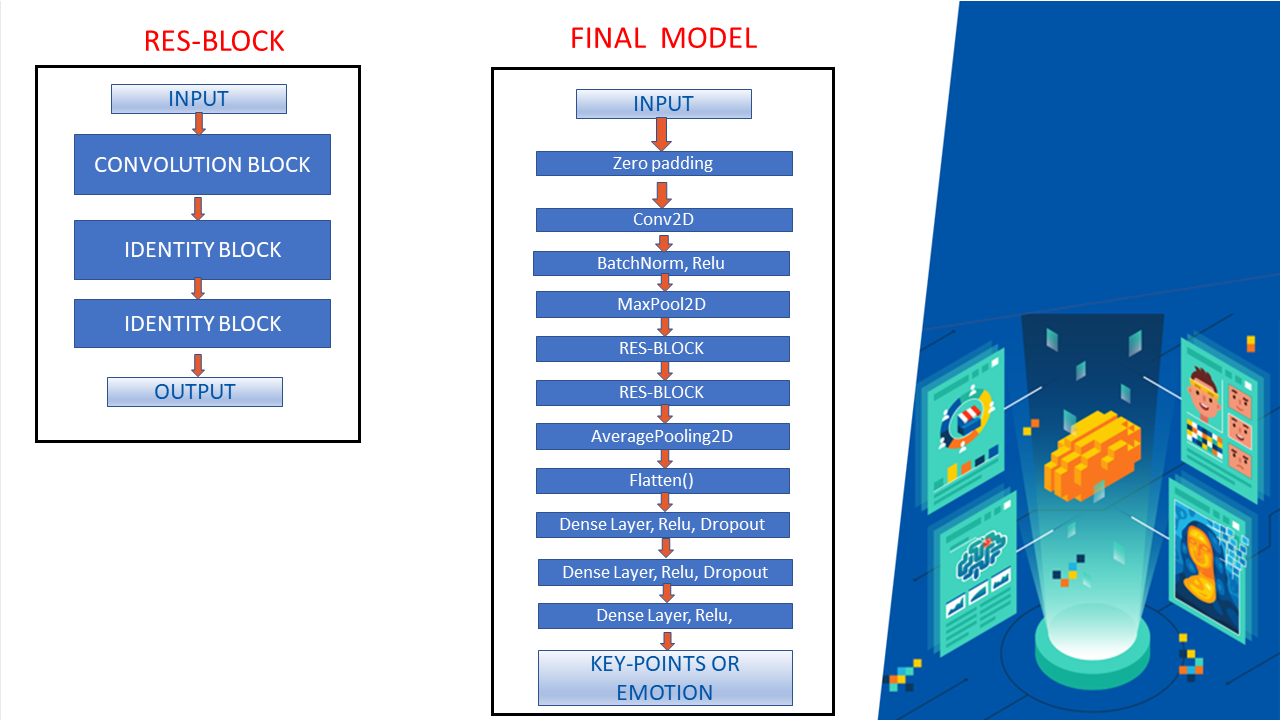 RES-BLOCK
INPUT
CONVOLUTION BLOCK
IDENTITY BLOCK
IDENTITY BLOCK
OUTPUT
FINAL MODEL
INPUT
Zero padding
Conv2D
BatchNorm, Relu
MaxPool2D
RES-BLOCK
RES-BLOCK
AveragePooling2D
Flatten()
Dense Layer, Relu, Dropout
Dense Layer, Relu, Dropout
Dense Layer, Relu,
KEY-POINTS OR
EMOTION